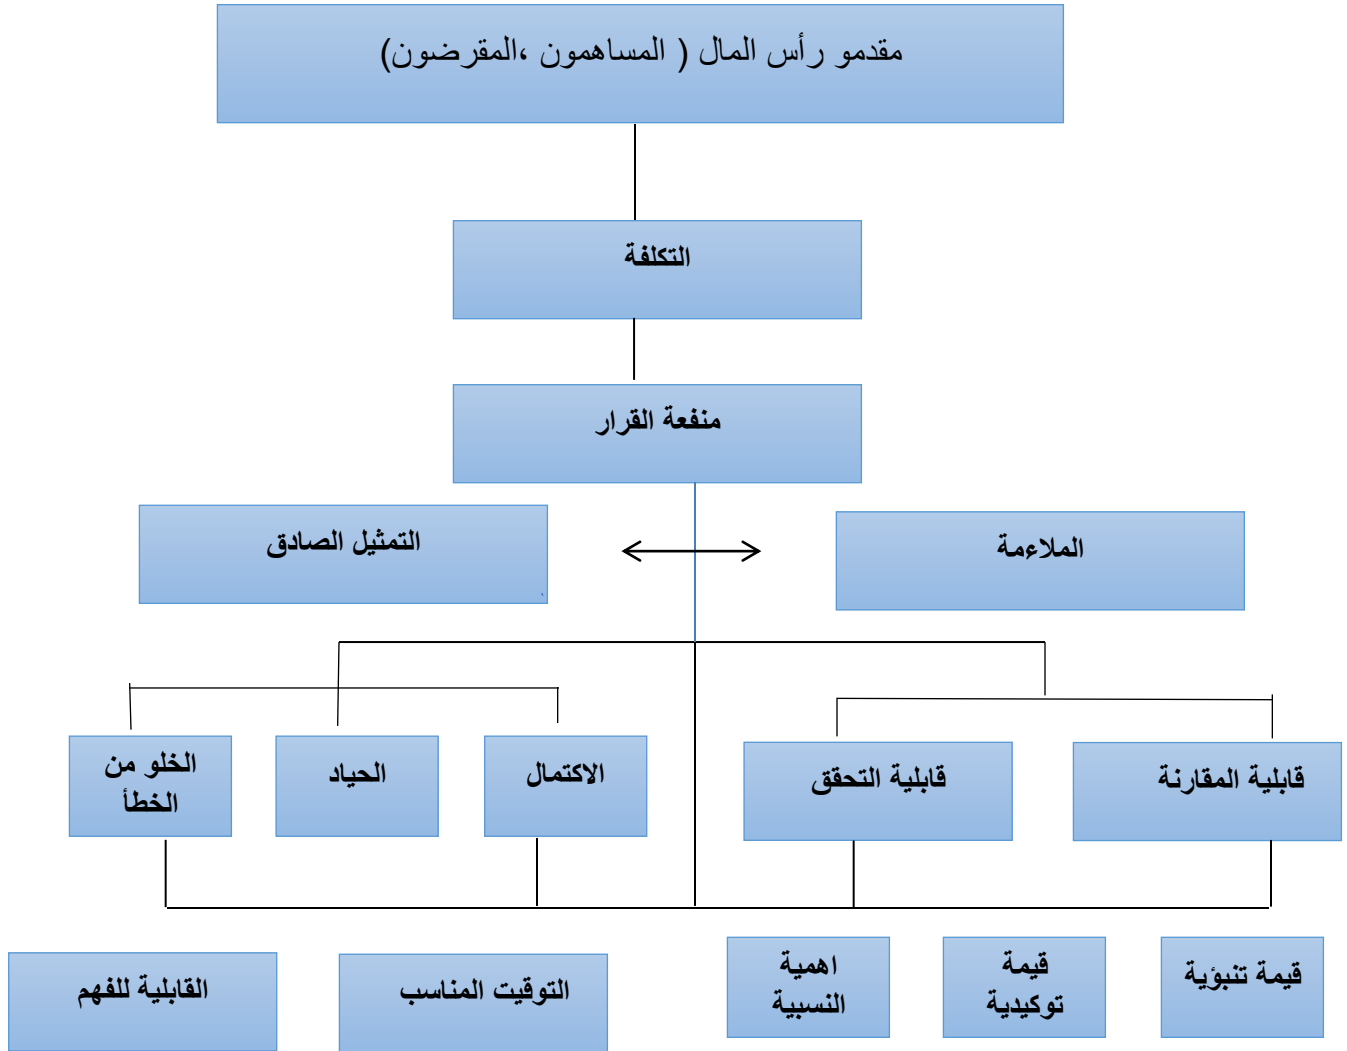 مقدمو رأس المال ( المساهمون ،المقرضون)
التكلفة
منفعة القرار
الملاءمة
التمثيل الصادق
قابلية المقارنة
قابلية التحقق
الاكتمال
الحياد
الخلو من
الخطأ
قيمة تنبؤية
قيمة
توكيدية
اهمية
النسبية
التوقيت المناسب
القابلية للفهم